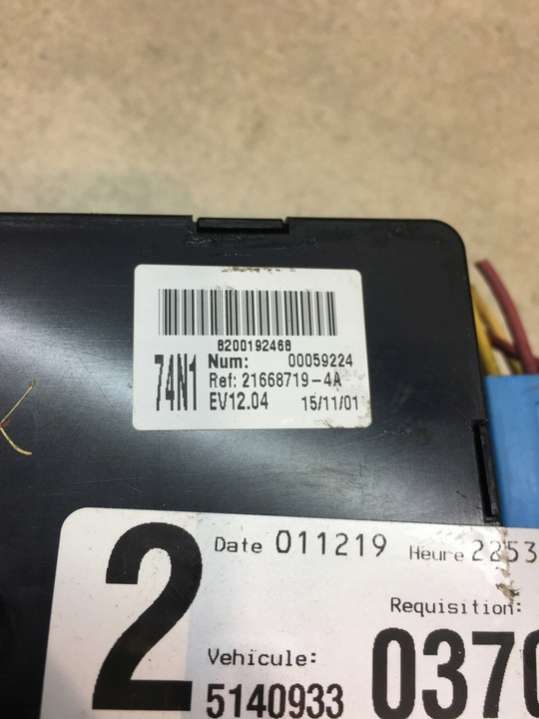 8200192468
74N1
Num: 00059224
Ref: 21668719-4A
EV12.04 15/11/01
2
Date 011219 Heure 2253
Requisition:
Vehicule: 0370
5140933